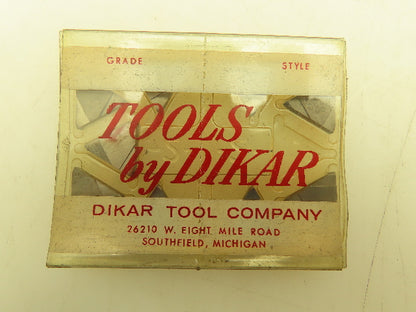 GRADE STYLE
TOOLS
by DIKAR
DIKAR TOOL COMPANY
26210 W. EIGHT MILE ROAD
SOUTHFIELD, MICHIGAN